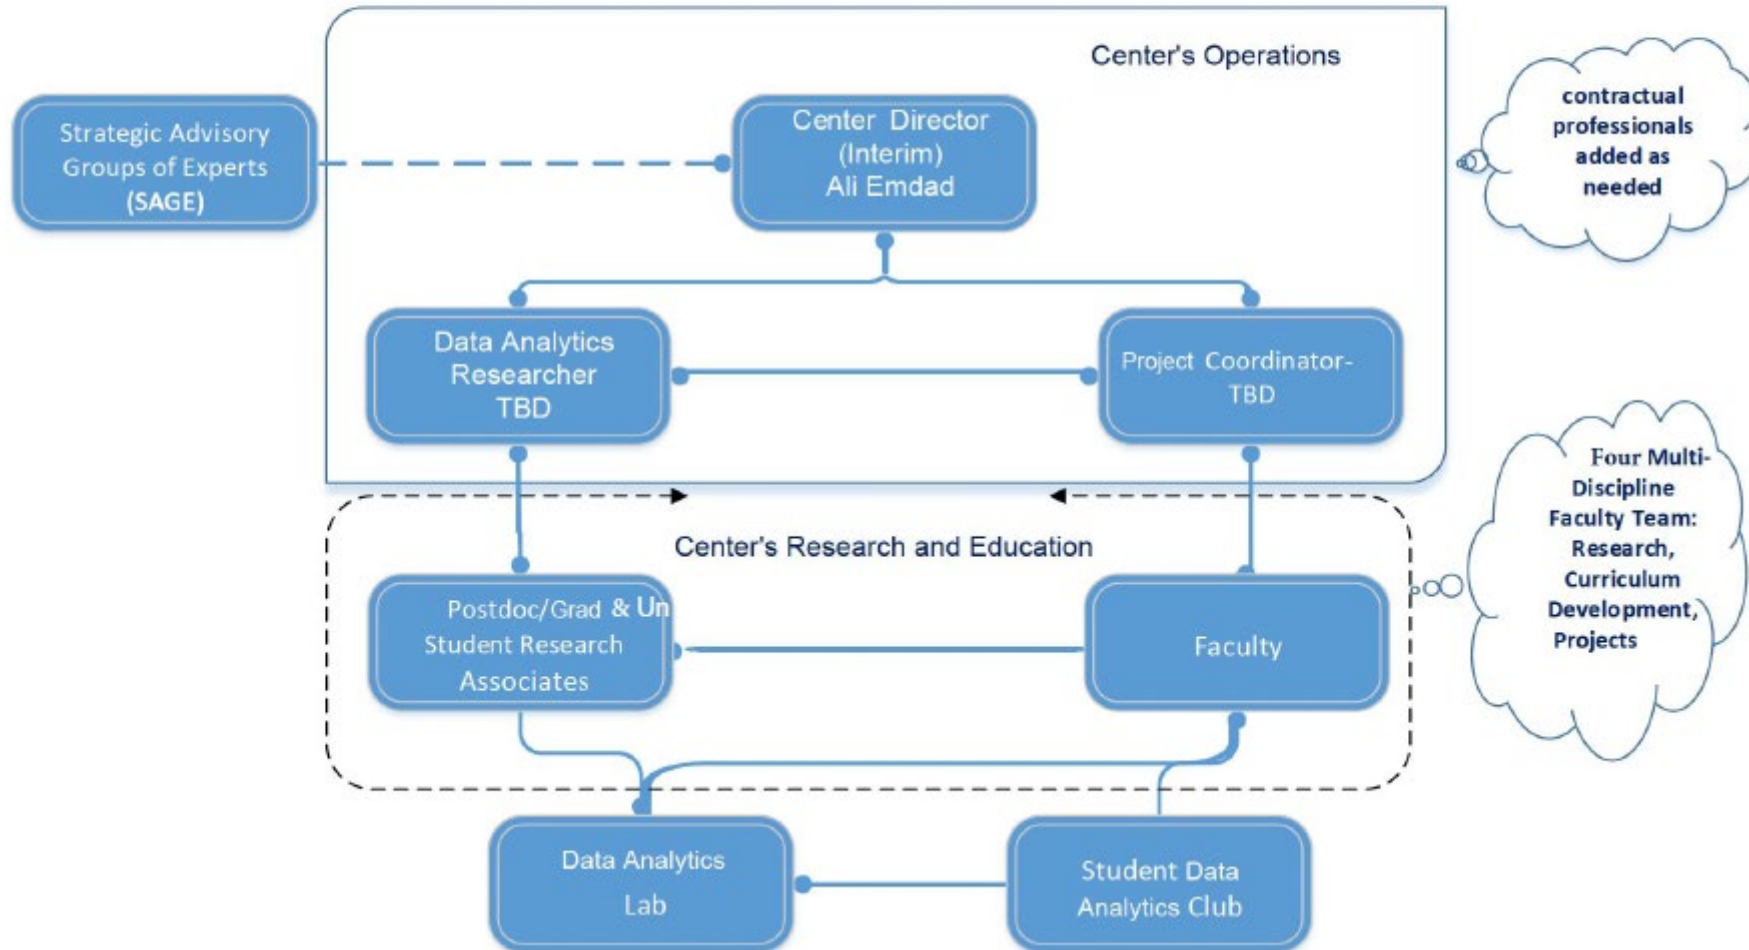 Center's Operations
contractual
professionals
added as
needed
Strategic Advisory
Groups of Experts
(SAGE)
Center Director
(Interim)
Ali Emdad
Data Analytics
Researcher
TBD
Project Coordinator-
TBD
Four Multi-
Discipline
Faculty Team:
Research,
Curriculum
Development,
Projects
Center's Research and Education
Postdoc/Grad & Un
Student Research
Associates
Faculty
Data Analytics
Lab
Student Data
Analytics Club